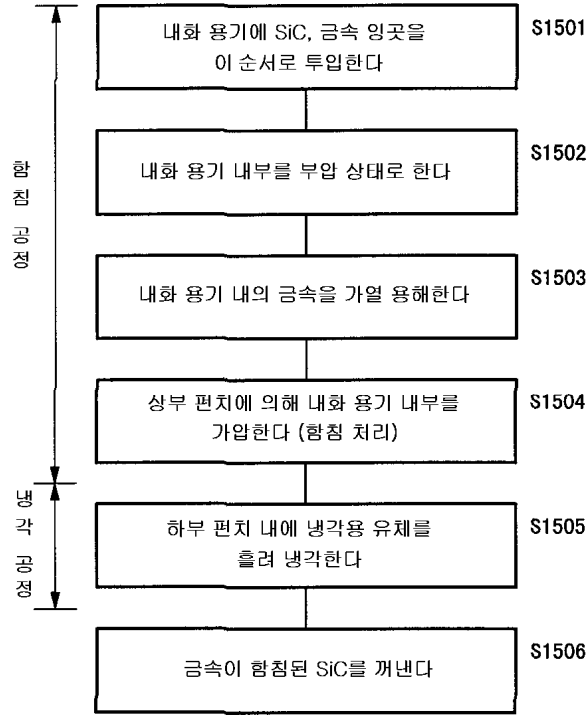 내화 용기에 SiC, 금속 잉곳을
이 순서로 투입한다
S1501
내화 용기 내부를 부압 상태로 한다
S1502
함침 공정
내화 용기 내의 금속을 가열 용해한다
S1503
상부 펀치에 의해 내화 용기 내부를
가압한다 (함침 처리)
S1504
냉각 공정
하부 펀치 내에 냉각용 유체를
흘려 냉각한다
S1505
금속이 함침된 SiC를 꺼낸다
S1506